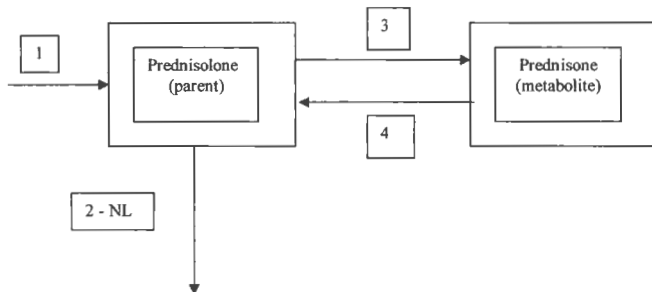 1
3
Prednisolone
(parent)
Prednisone
(metabolite)
4
2 - NL